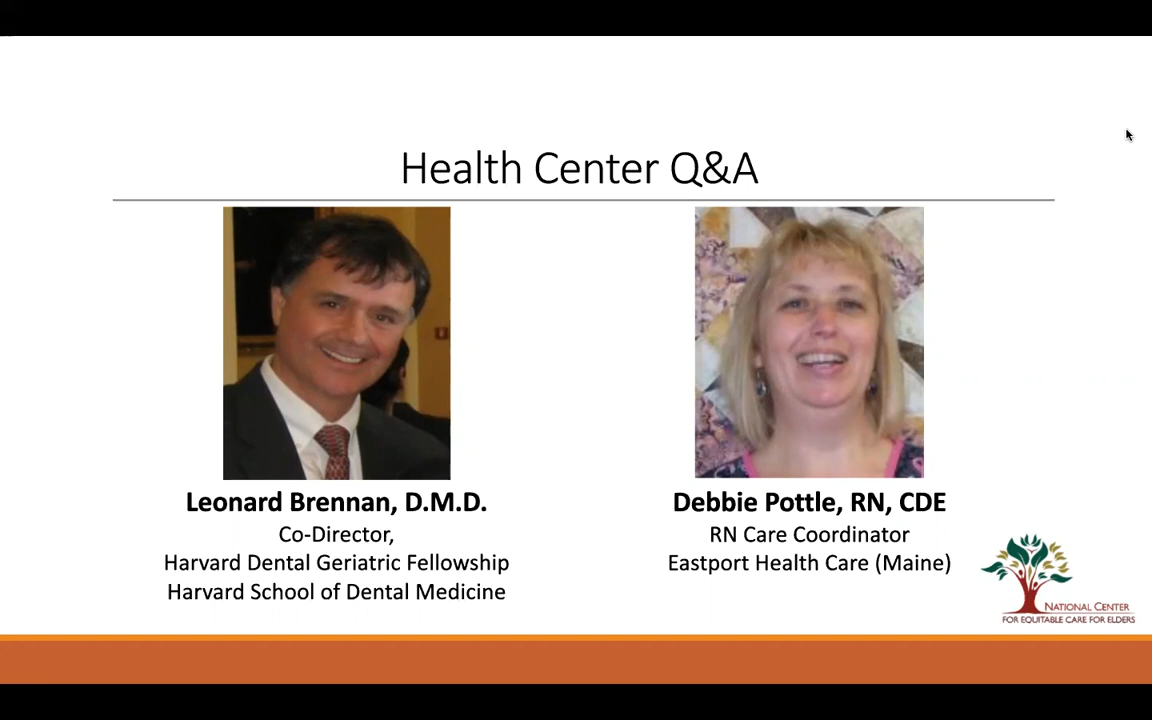 Health Center Q&A
Leonard Brennan, D.M.D.
Co-Director,
Harvard Dental Geriatric Fellowship
Harvard School of Dental Medicine
Debbie Pottle, RN, CDE
RN Care Coordinator
Eastport Health Care (Maine)
NATIONAL CENTER
FOR EQUITABLE CARE FOR ELDERS